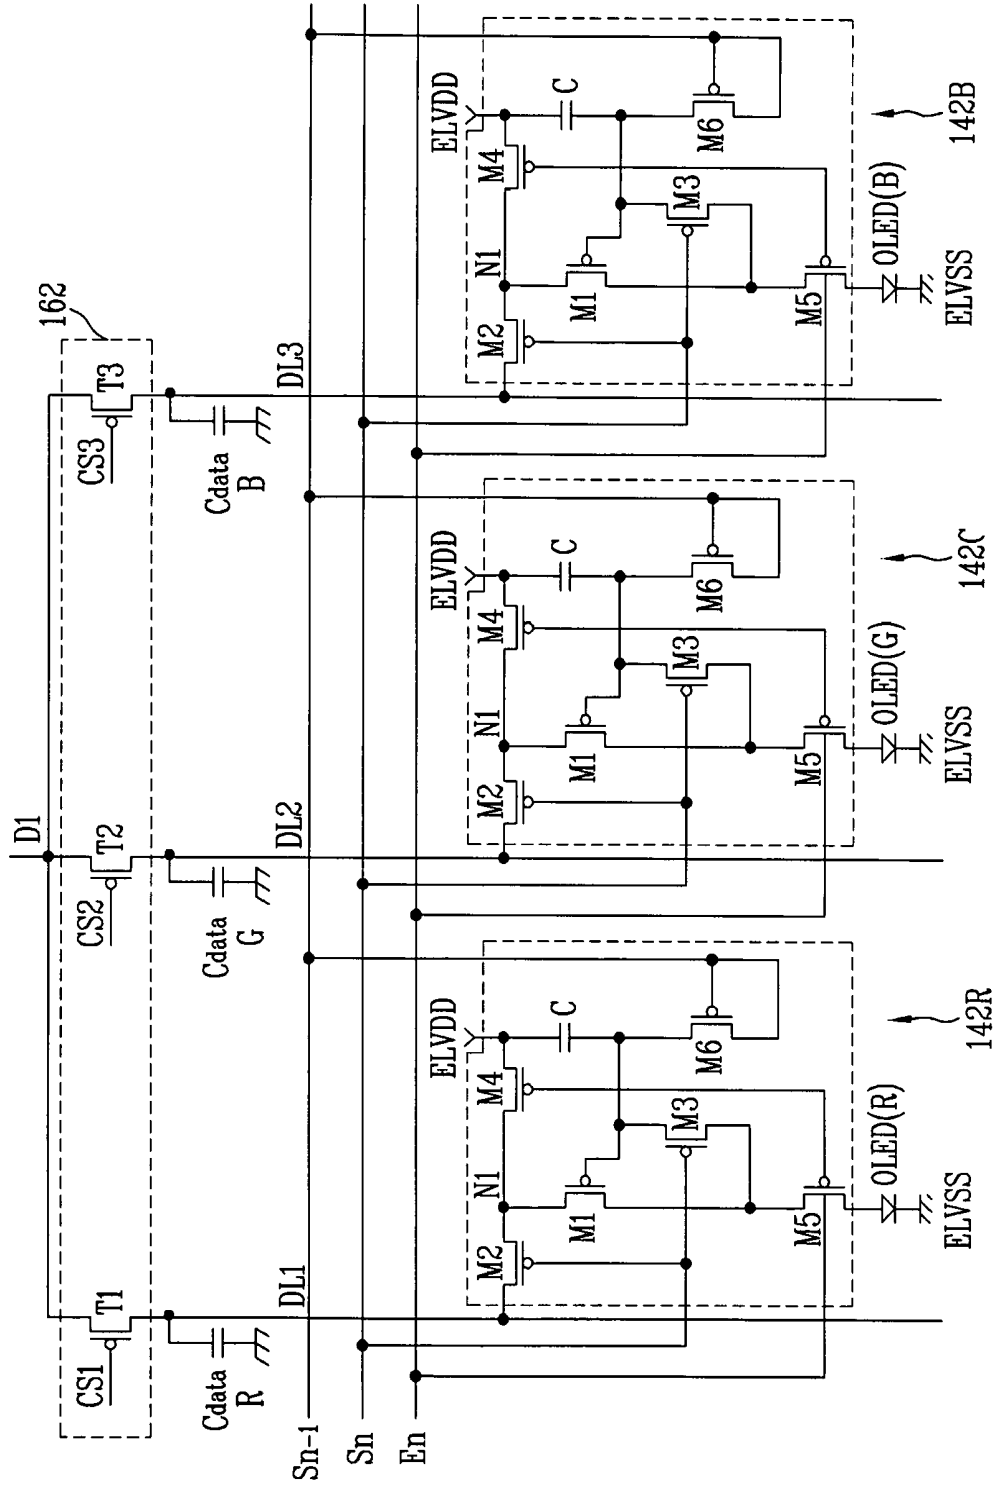 D1
162
CS1
T1
CS2
T2
CS3
T3
Cdata
R
Cdata
G
Cdata
B
DL1
DL2
DL3
Sn-1
Sn
En
ELVDD
M2
N1
M4
C
M1
M3
M6
M5
OLED(R)
ELVSS
142R
ELVDD
M2
N1
M4
C
M1
M3
M6
M5
OLED(G)
ELVSS
142C
ELVDD
M2
N1
M4
C
M1
M3
M6
M5
OLED(B)
ELVSS
142B